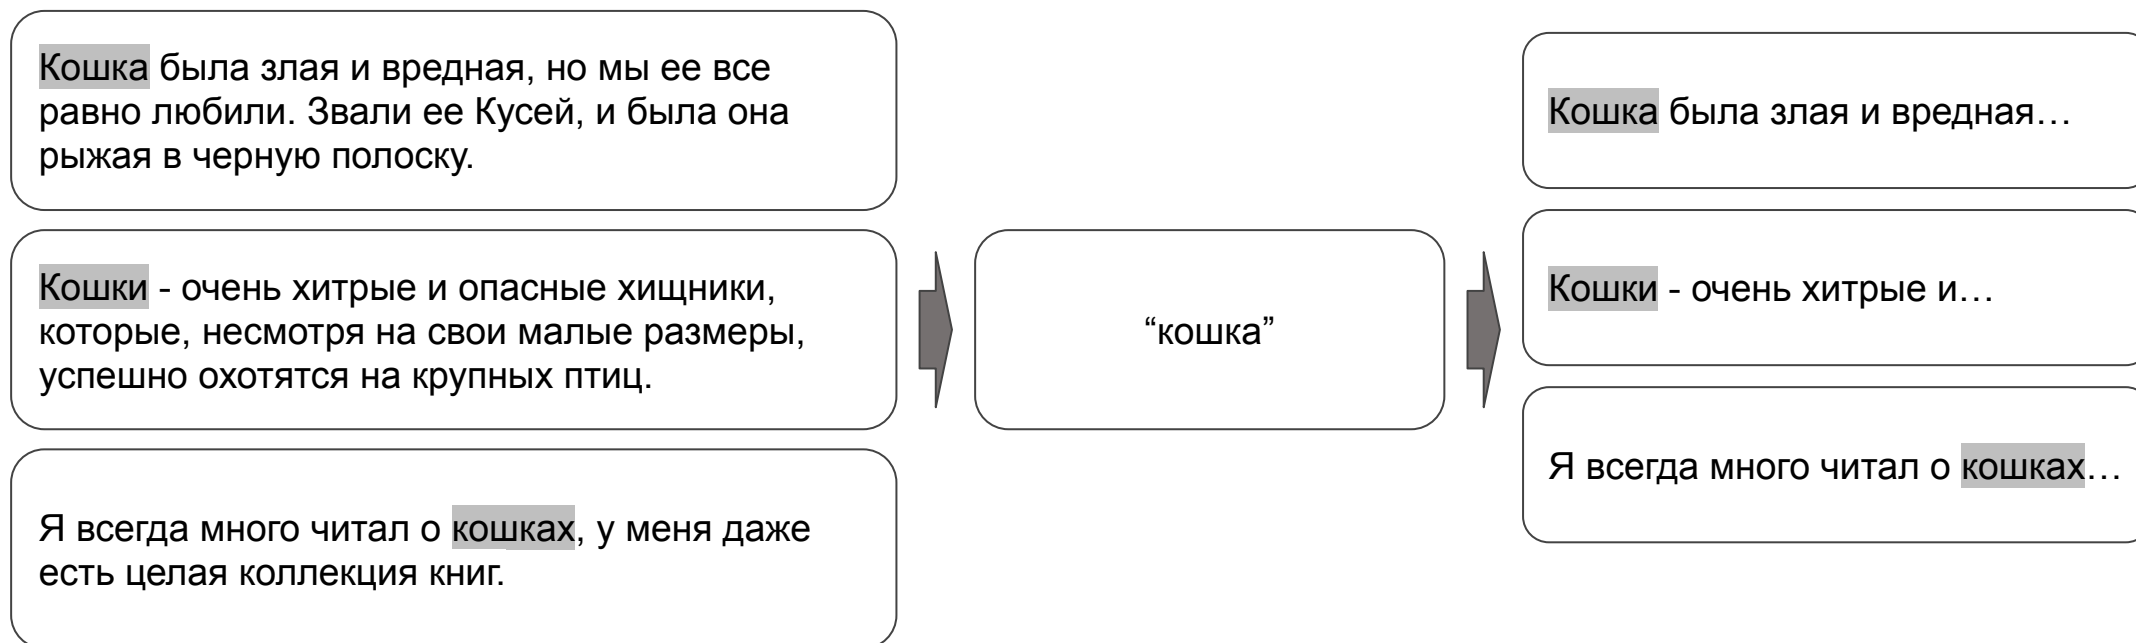 Кошка была злая и вредная, но мы ее все
равно любили. Звали ее Кусей, и была она
рыжая в черную полоску.
Кошки - очень хитрые и опасные хищники,
которые, несмотря на свои малые размеры,
успешно охотятся на крупных птиц.
Я всегда много читал о кошках, у меня даже
есть целая коллекция книг.
“кошка”
Кошка была злая и вредная…
Кошки - очень хитрые и…
Я всегда много читал о кошках…